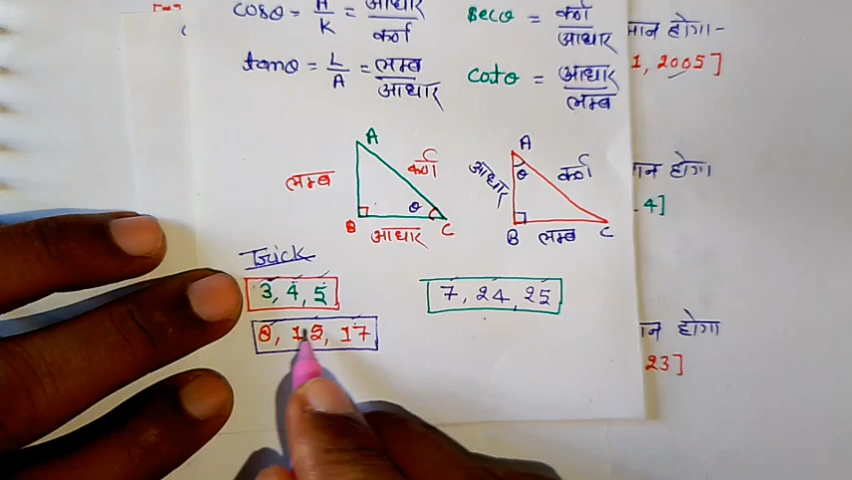 cosθ = A/K = आधार/कर्ण
secθ = कर्ण/आधार
tanθ = L/A = लम्ब/आधार
cotθ = आधार/लम्ब
मान होगा-
1, 2005]
A
लम्ब
कर्ण
θ
B
आधार
C
A
θ
आधार
कर्ण
B
लम्ब
C
मान होगा
. 4]
Trick
3, 4, 5
7, 24, 25
8, 15, 17
मान होगा
23]